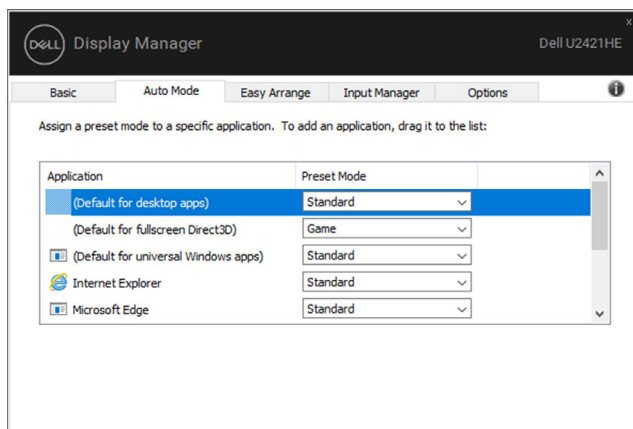 DELL Display Manager Dell U2421HE
x
Basic Auto Mode Easy Arrange Input Manager Options i
Assign a preset mode to a specific application. To add an application, drag it to the list:
Application Preset Mode
(Default for desktop apps) Standard
(Default for fullscreen Direct3D) Game
(Default for universal Windows apps) Standard
Internet Explorer Standard
Microsoft Edge Standard